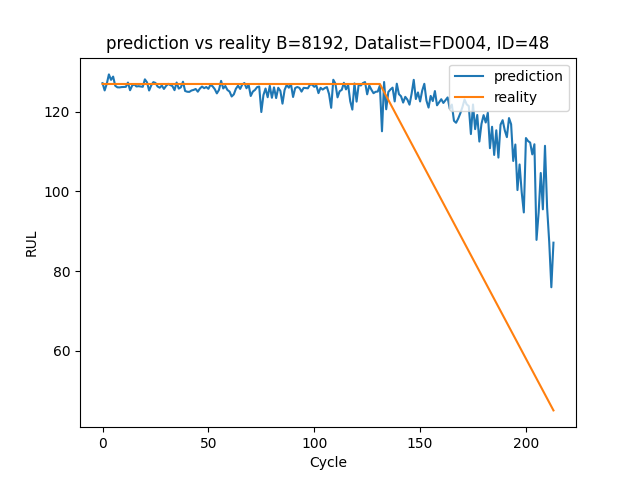 prediction vs reality B=8192, Datalist=FD004, ID=48
prediction
reality
RUL
120
100
80
60
0 50 100 150 200
Cycle